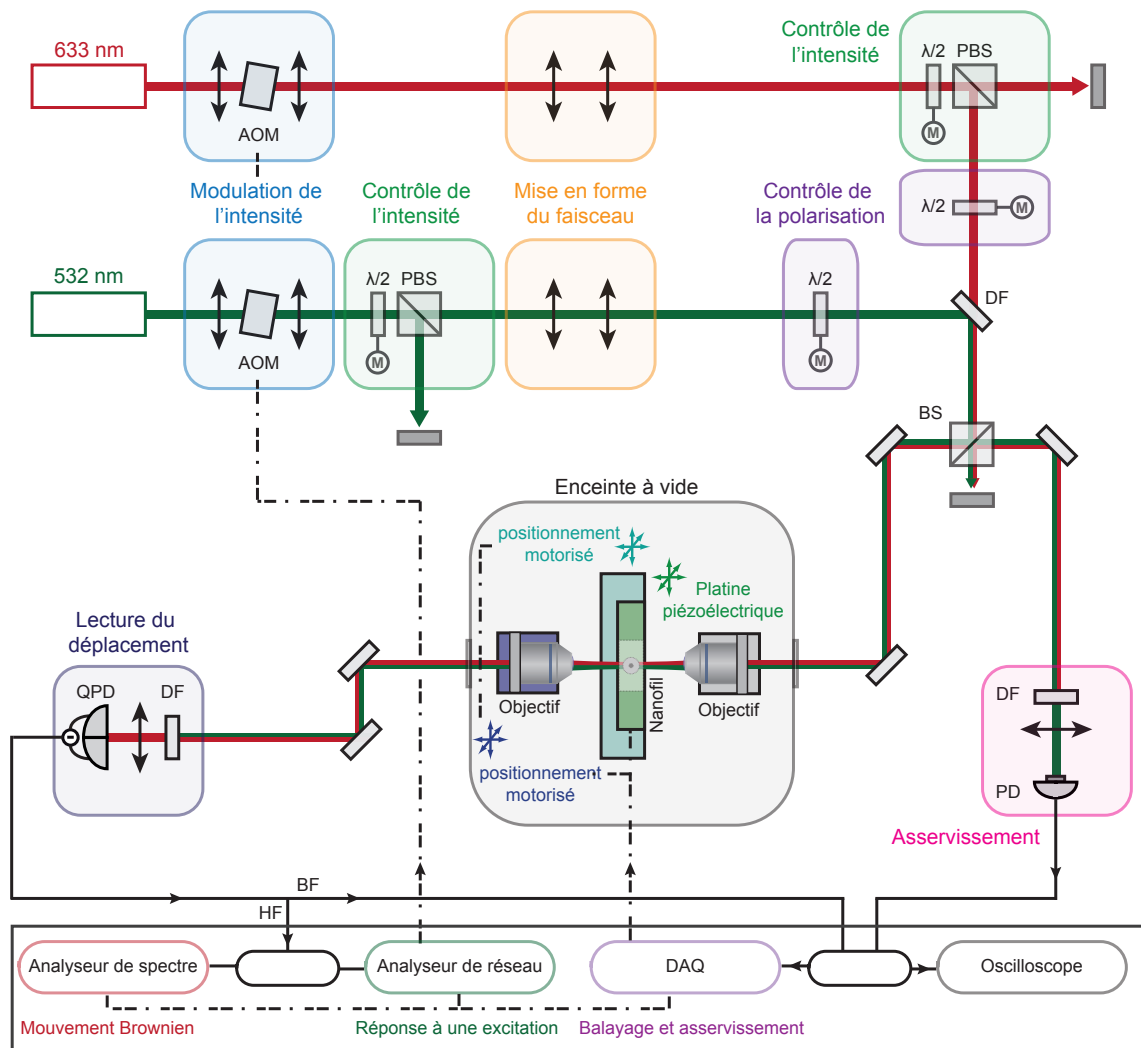 633 nm
AOM
Contrôle de
l'intensité
λ/2
PBS
M
Modulation de
l'intensité
Contrôle de
l'intensité
Mise en forme
du faisceau
Contrôle de
la polarisation
λ/2
M
532 nm
AOM
λ/2
PBS
M
λ/2
M
DF
BS
Enceinte à vide
positionnement
motorisé
Platine
piézoélectrique
Objectif
Nanofil
Objectif
positionnement
motorisé
Lecture du
déplacement
QPD
DF
DF
PD
Asservissement
BF
HF
Analyseur de spectre
Analyseur de réseau
DAQ
Oscilloscope
Mouvement Brownien
Réponse à une excitation
Balayage et asservissement